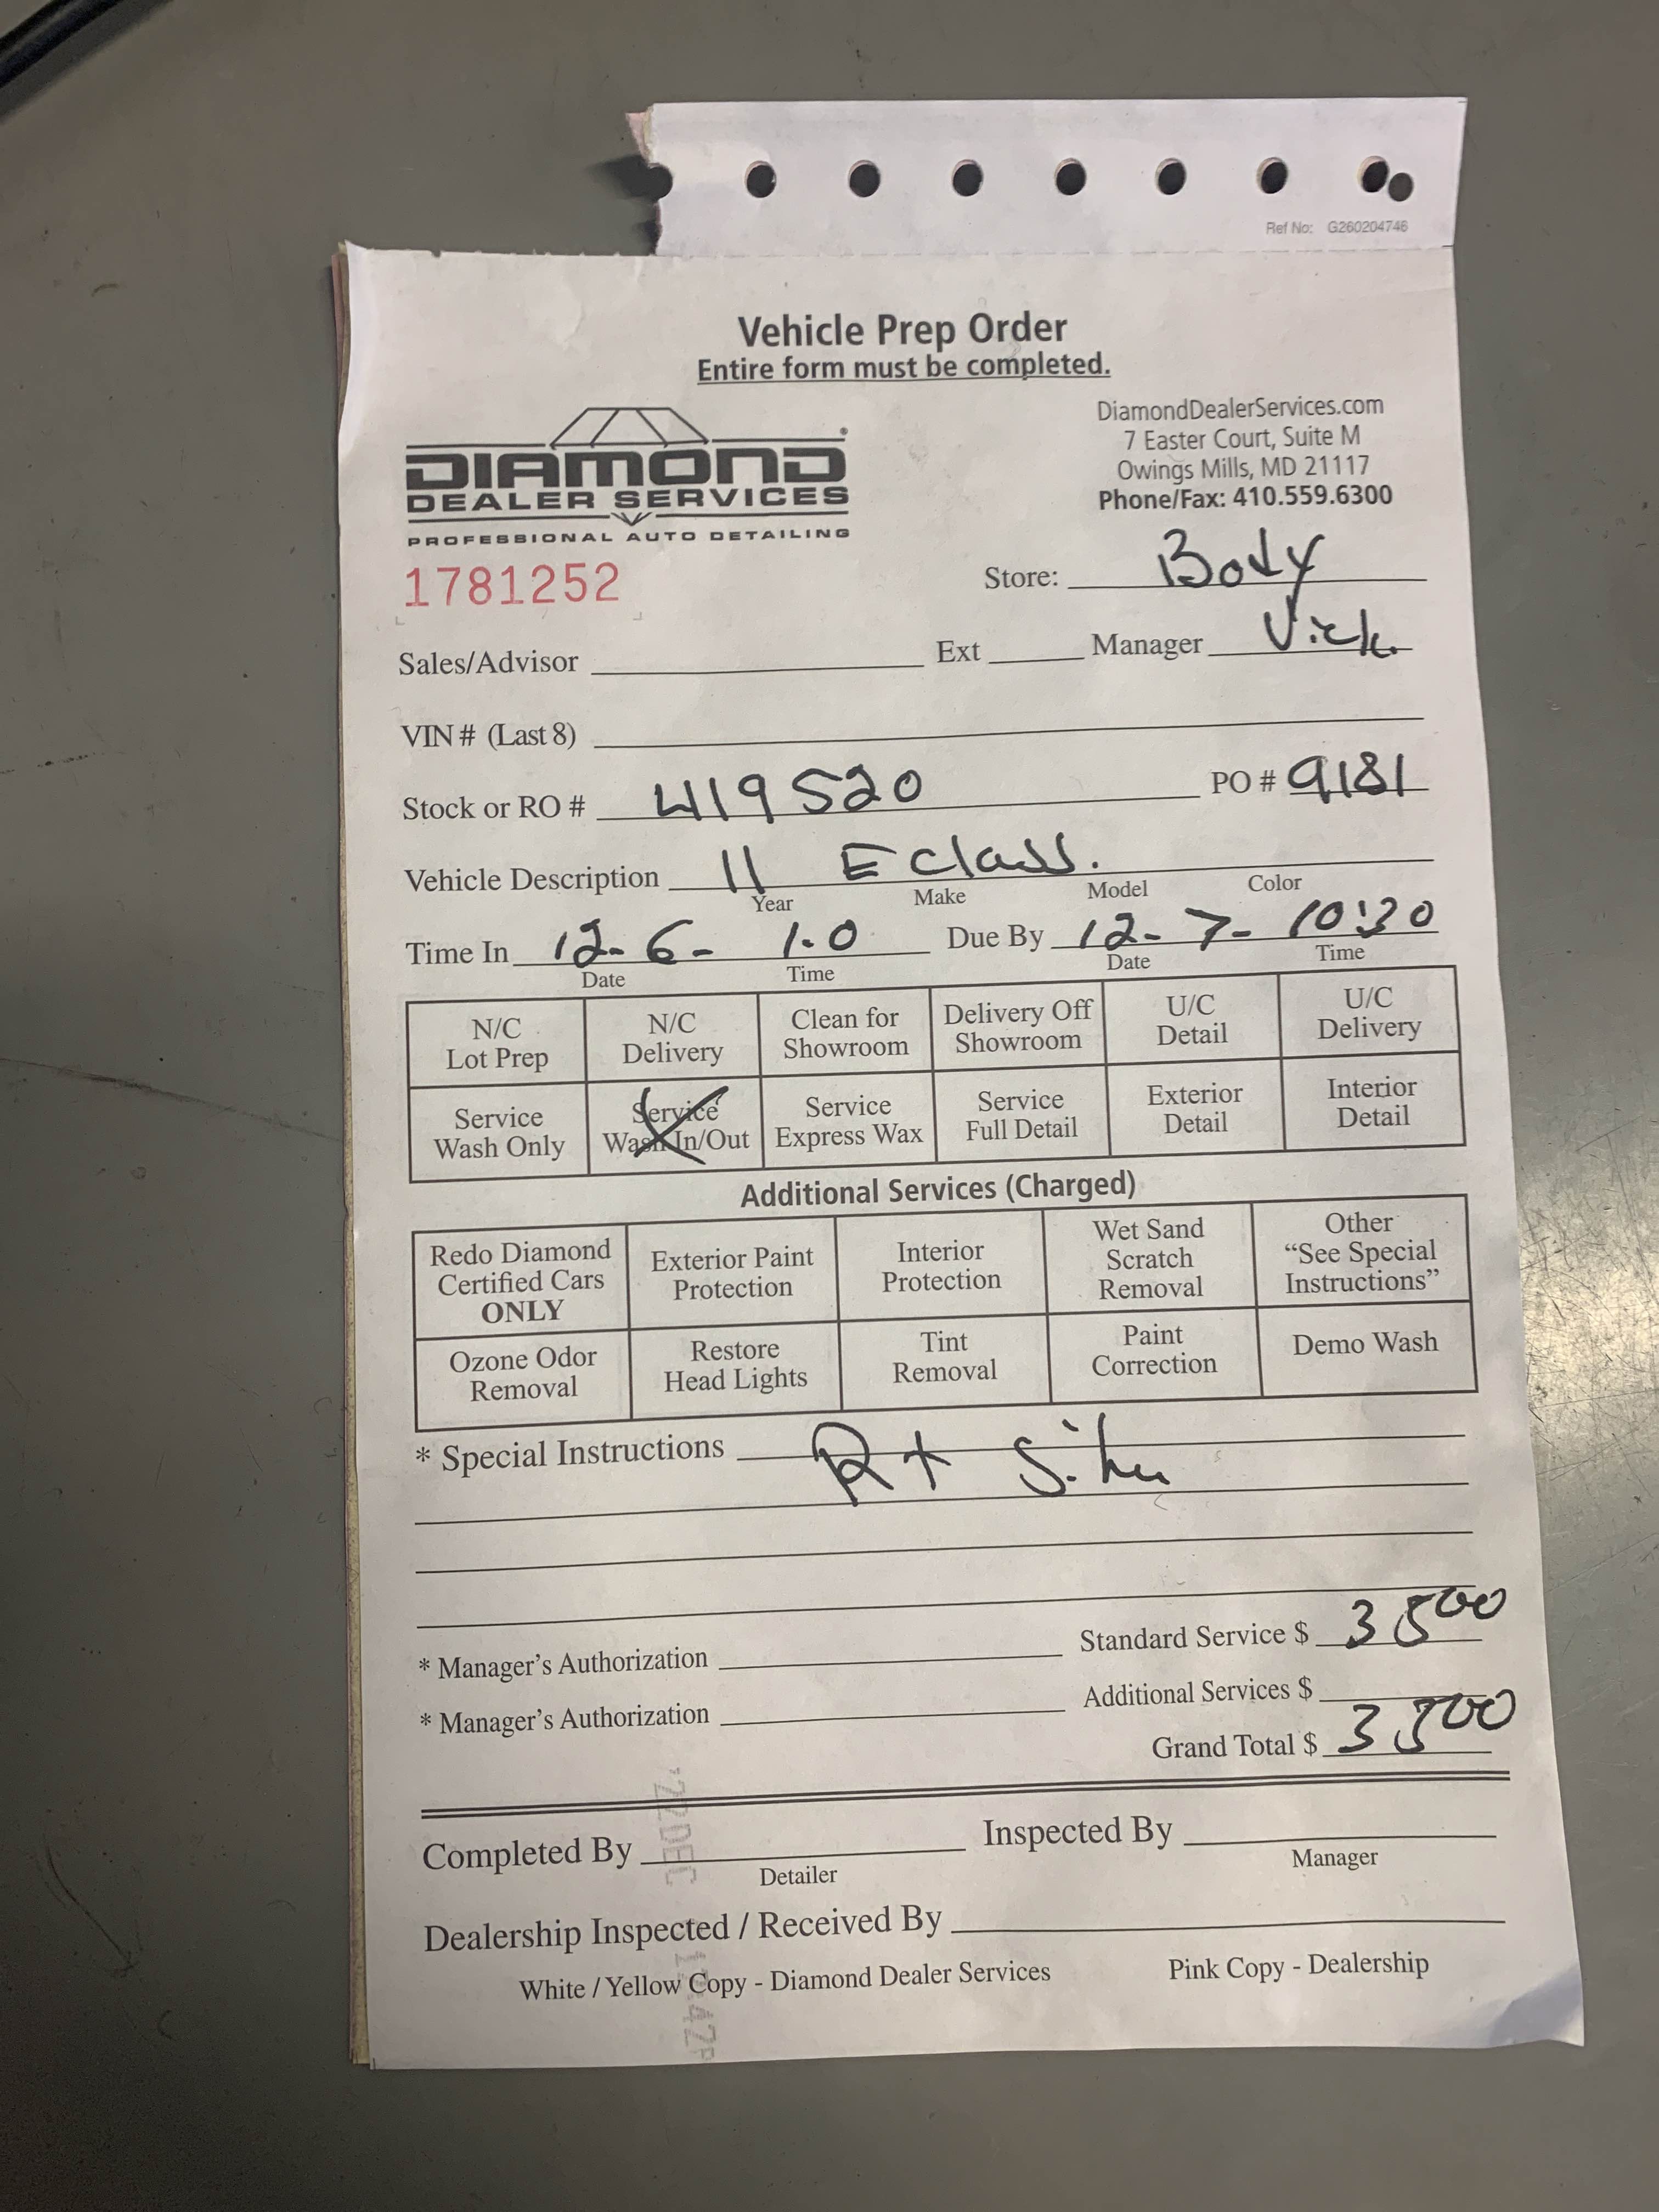 Ref No: G260204746
Vehicle Prep Order
Entire form must be completed.
DIAMOND
DEALER SERVICES
PROFESSIONAL AUTO DETAILING
DiamondDealerServices.com
7 Easter Court, Suite M
Owings Mills, MD 21117
Phone/Fax: 410.559.6300
1781252
Store: Body
Sales/Advisor Ext Manager Vick
VIN # (Last 8)
Stock or RO # 419520 PO # 9181
Vehicle Description 11 E Class.
Year Make Model Color
Time In 12-6- 1.0 Due By 12-7- 10:30
Date Time Date Time
N/C Lot Prep
N/C Delivery
Clean for Showroom
Delivery Off Showroom
U/C Detail
U/C Delivery
Service Wash Only
Service Wash In/Out
Service Express Wax
Service Full Detail
Exterior Detail
Interior Detail
Additional Services (Charged)
Redo Diamond Certified Cars ONLY
Exterior Paint Protection
Interior Protection
Wet Sand Scratch Removal
Other "See Special Instructions"
Ozone Odor Removal
Restore Head Lights
Tint Removal
Paint Correction
Demo Wash
* Special Instructions
* Manager's Authorization Standard Service $ 3500
* Manager's Authorization Additional Services $
Grand Total $ 3500
Completed By Inspected By
Detailer Manager
Dealership Inspected / Received By
White / Yellow Copy - Diamond Dealer Services Pink Copy - Dealership
'22DEC